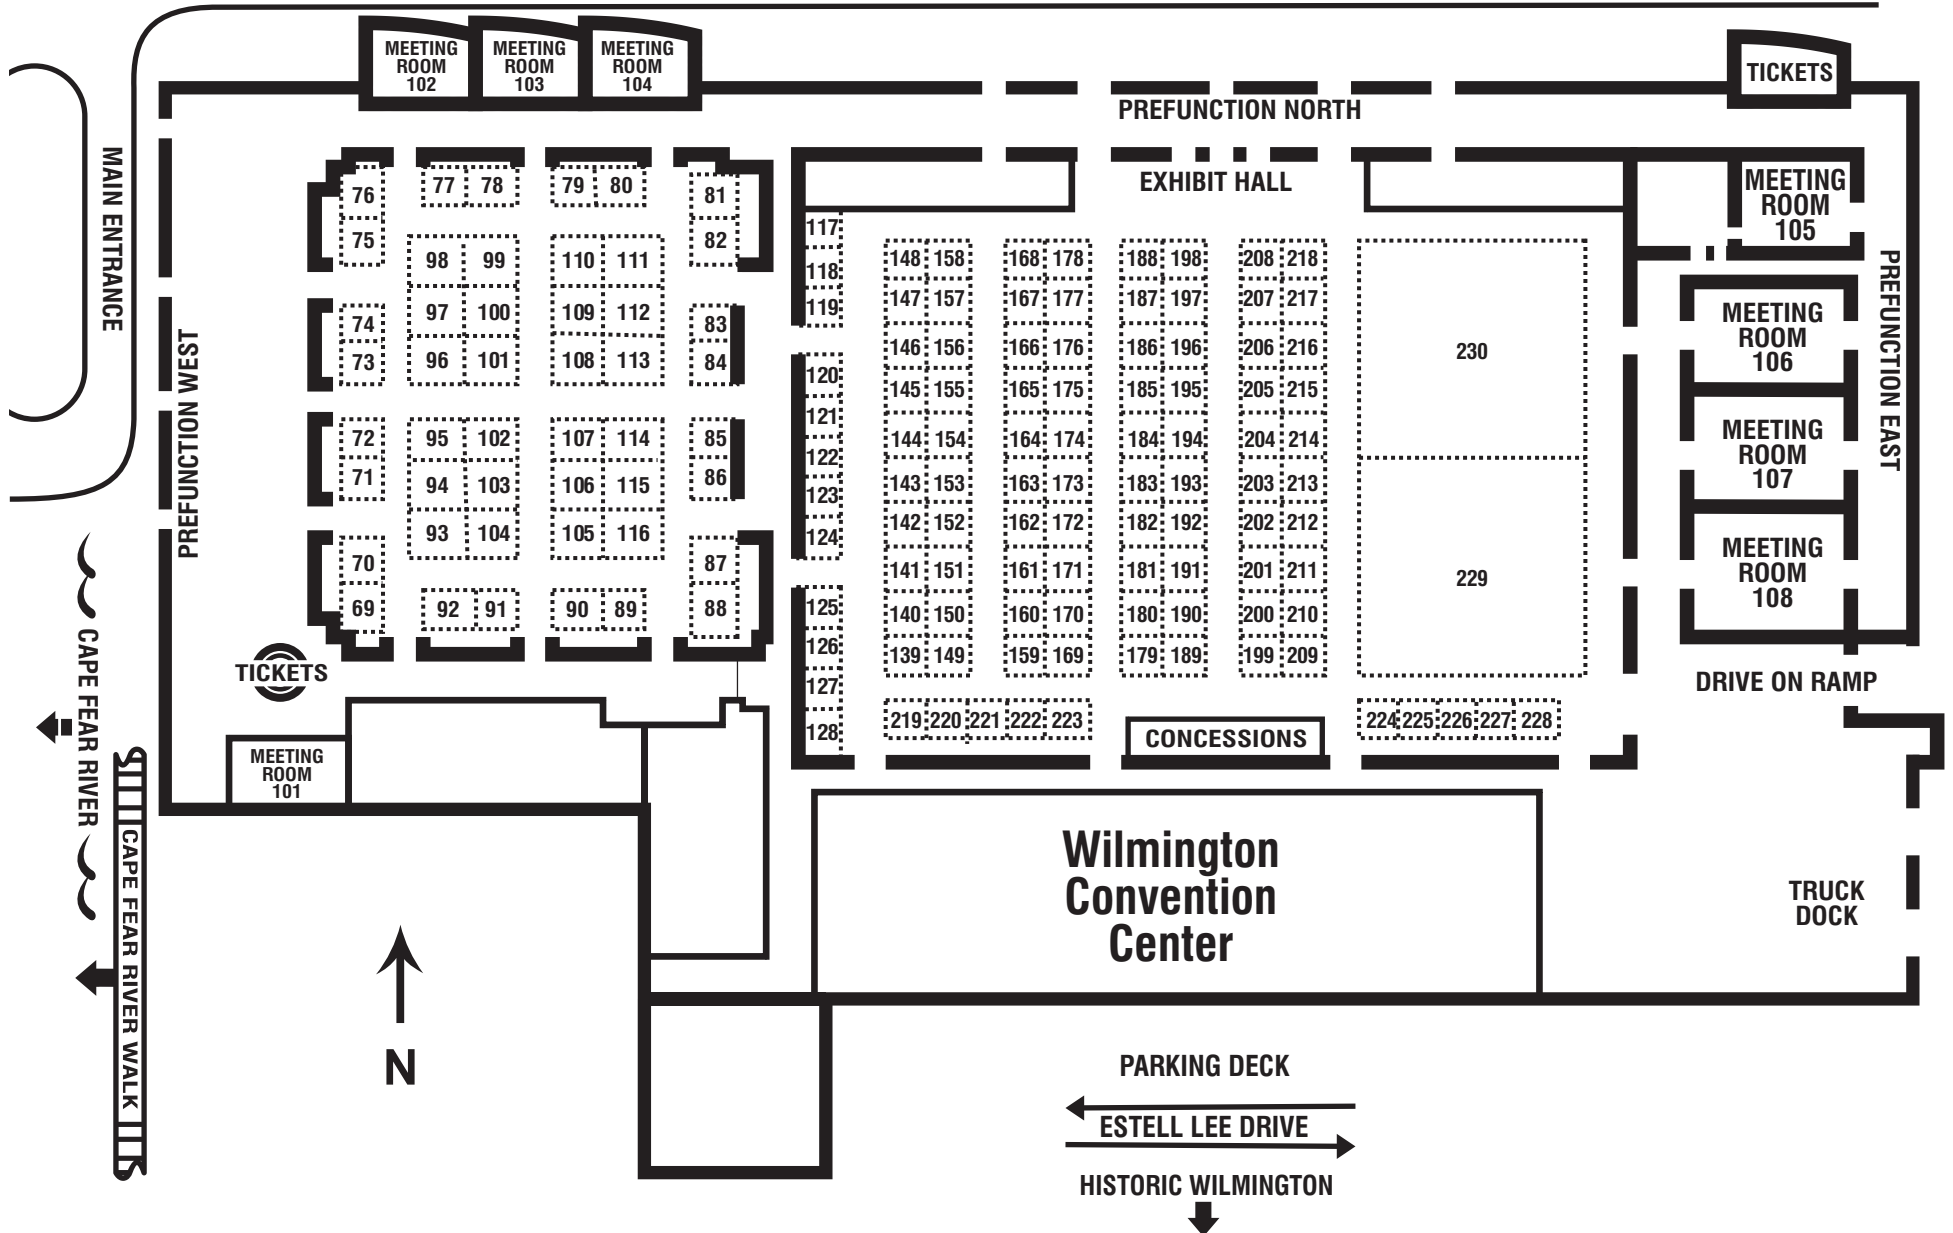 MEETING
ROOM
102
MEETING
ROOM
103
MEETING
ROOM
104
TICKETS
PREFUNCTION NORTH
MAIN ENTRANCE
PREFUNCTION WEST
EXHIBIT HALL
MEETING
ROOM
105
PREFUNCTION EAST
MEETING
ROOM
106
MEETING
ROOM
107
MEETING
ROOM
108
76 77 78 79 80 81
75 82
98 99 110 111
74 97 100 109 112 83
73 96 101 108 113 84
72 95 102 107 114 85
71 94 103 106 115 86
70 93 104 105 116 87
69 92 91 90 89 88
117
118
119
120
121
122
123
124
125
126
127
128
148 158 168 178 188 198 208 218
147 157 167 177 187 197 207 217
146 156 166 176 186 196 206 216
145 155 165 175 185 195 205 215
144 154 164 174 184 194 204 214
143 153 163 173 183 193 203 213
142 152 162 172 182 192 202 212
141 151 161 171 181 191 201 211
140 150 160 170 180 190 200 210
139 149 159 169 179 189 199 209
230
229
219 220 221 222 223
CONCESSIONS
224 225 226 227 228
DRIVE ON RAMP
TICKETS
MEETING
ROOM
101
CAPE FEAR RIVER
CAPE FEAR RIVER WALK
N
Wilmington
Convention
Center
TRUCK
DOCK
PARKING DECK
ESTELL LEE DRIVE
HISTORIC WILMINGTON